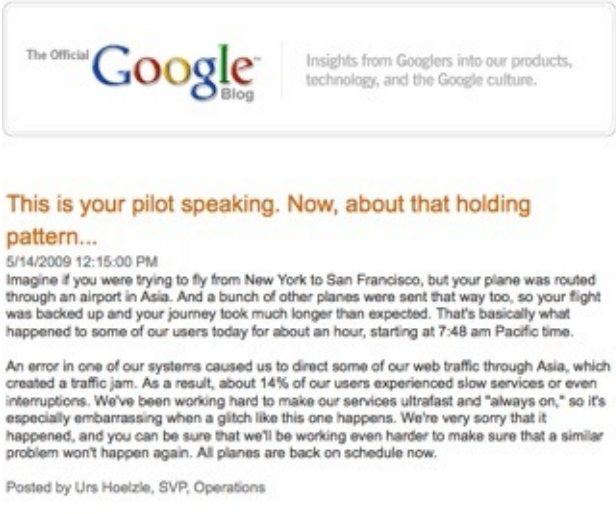 The Official Google™ Blog
Insights from Googlers into our products,
technology, and the Google culture.
This is your pilot speaking. Now, about that holding
pattern...
5/14/2009 12:15:00 PM
Imagine if you were trying to fly from New York to San Francisco, but your plane was routed
through an airport in Asia. And a bunch of other planes were sent that way too, so your flight
was backed up and your journey took much longer than expected. That's basically what
happened to some of our users today for about an hour, starting at 7:48 am Pacific time.
An error in one of our systems caused us to direct some of our web traffic through Asia, which
created a traffic jam. As a result, about 14% of our users experienced slow services or even
interruptions. We've been working hard to make our services ultrafast and "always on," so it's
especially embarrassing when a glitch like this one happens. We're very sorry that it
happened, and you can be sure that we'll be working even harder to make sure that a similar
problem won't happen again. All planes are back on schedule now.
Posted by Urs Hoelzle, SVP, Operations